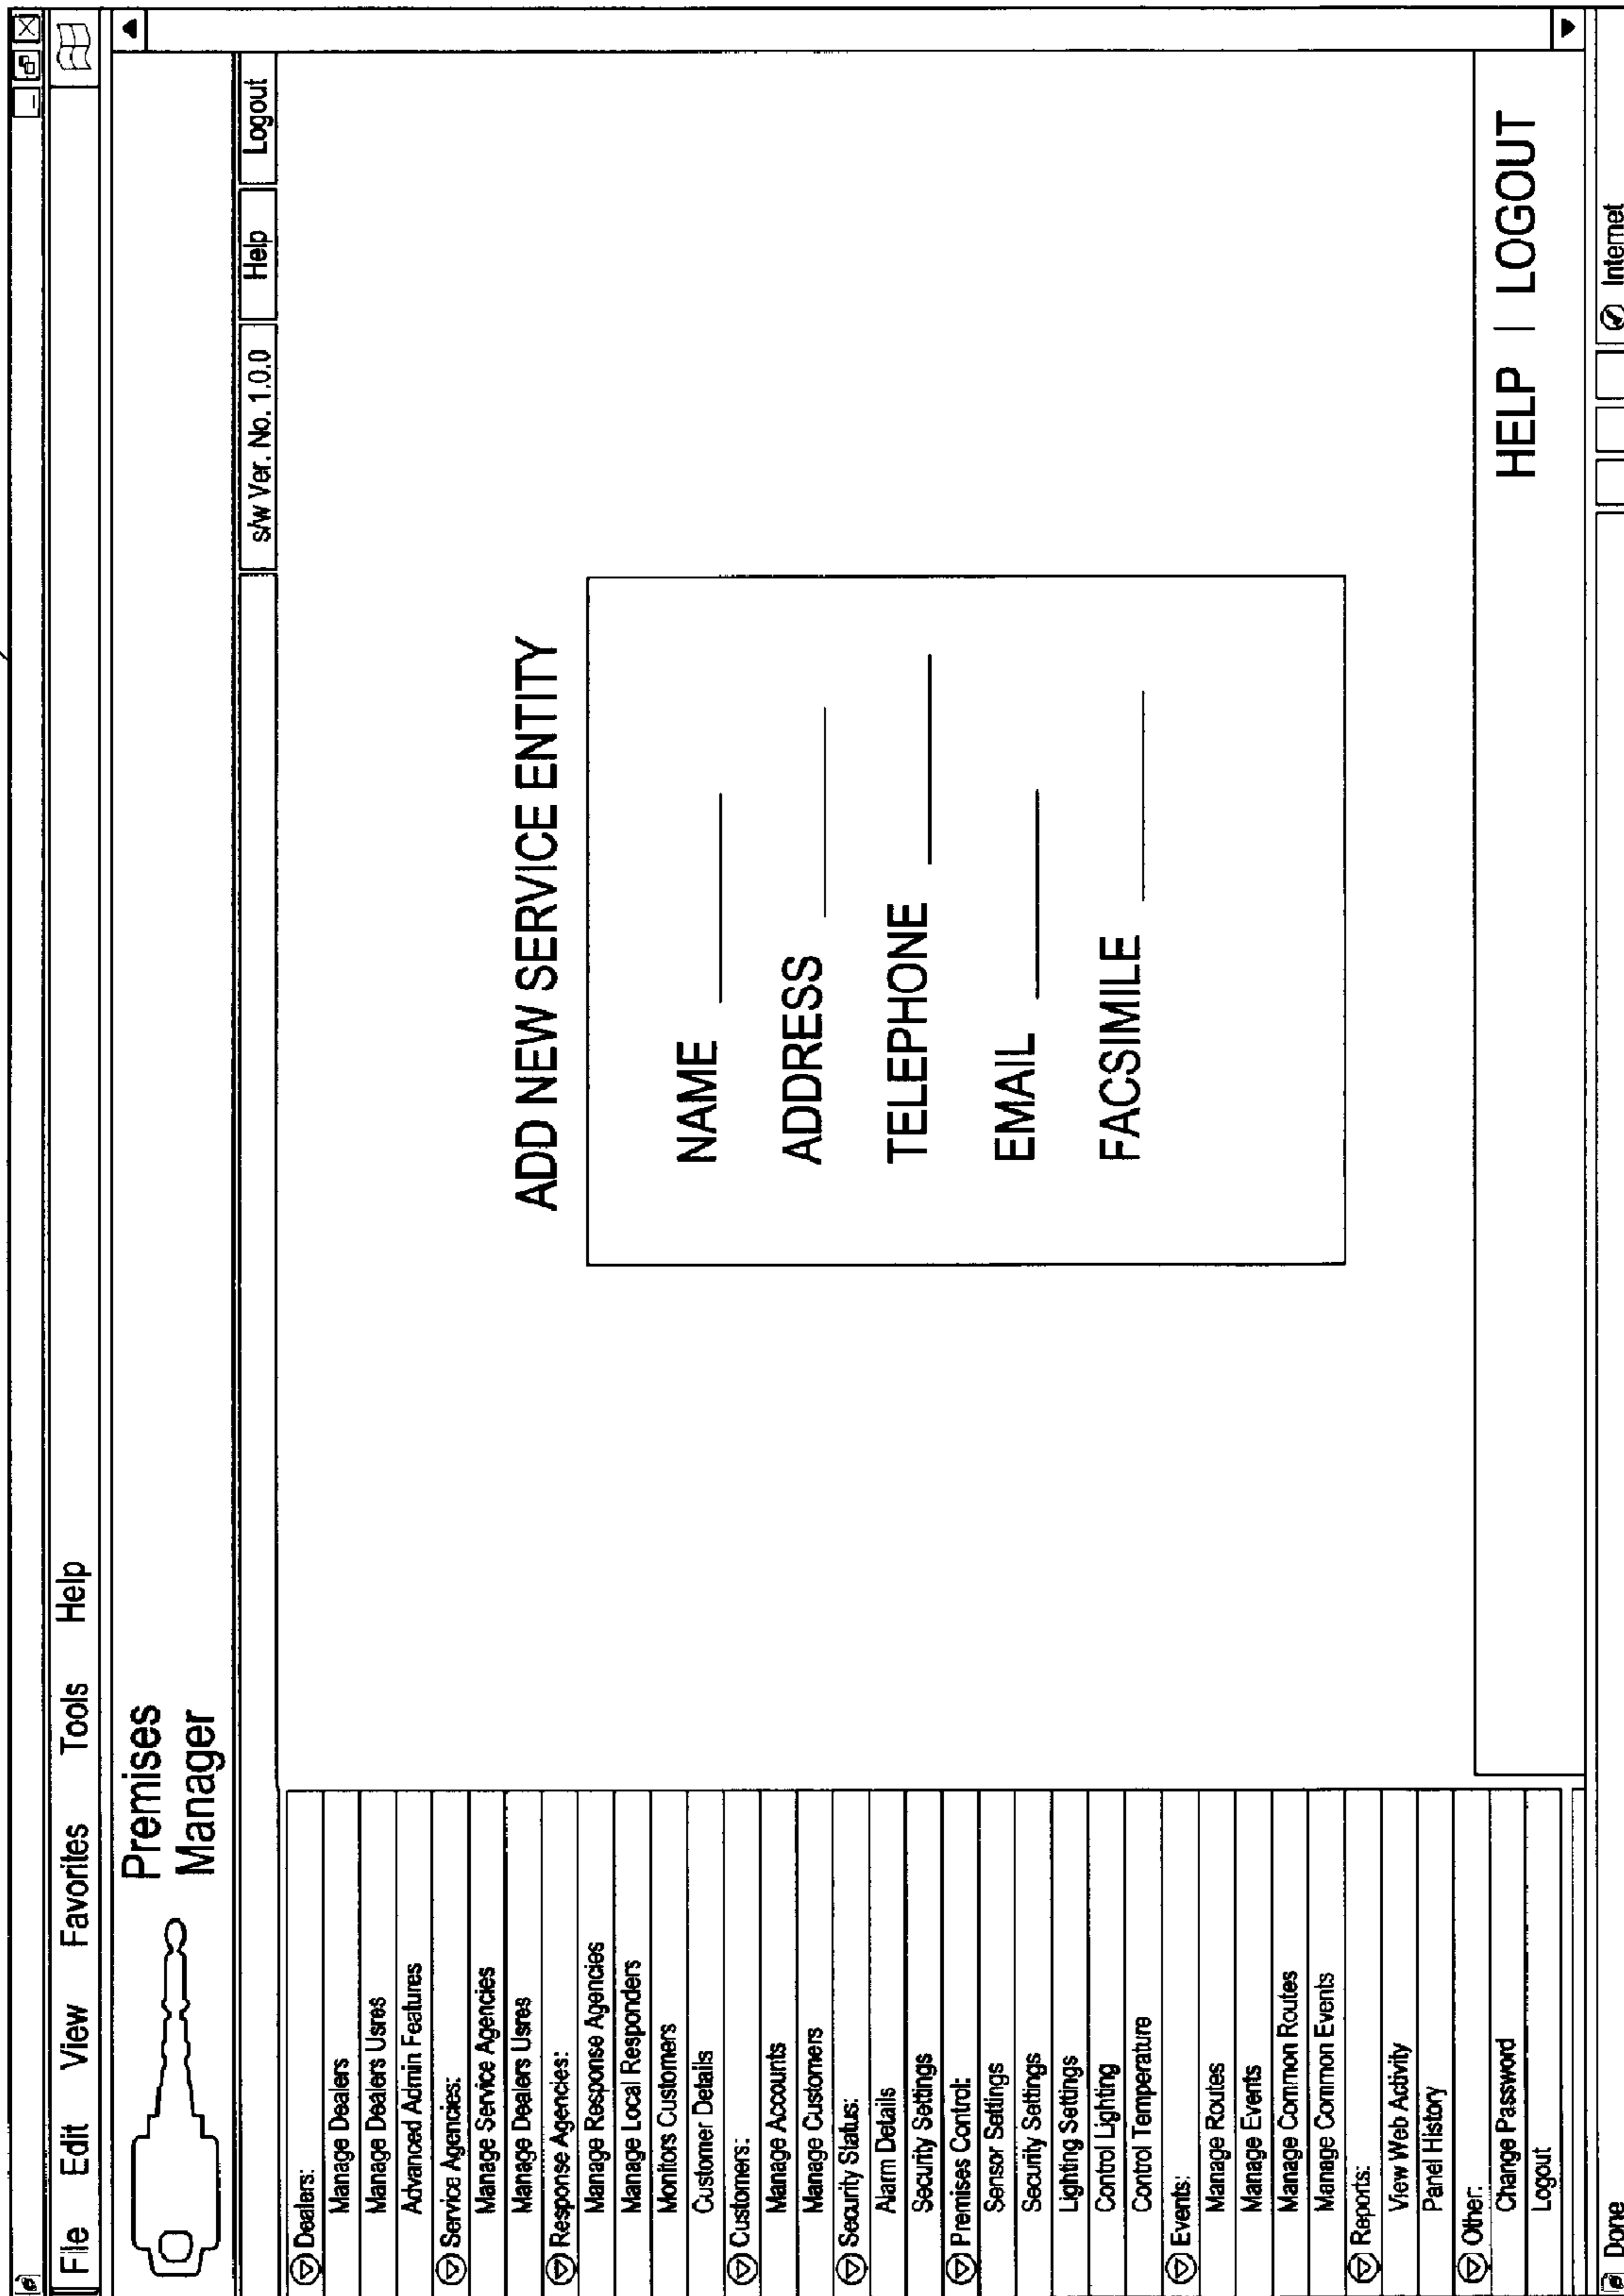 File Edit View Favorites Tools Help
Premises
Manager
s/w Ver. No. 1.0.0 Help Logout
Dealers:
Manage Dealers
Manage Dealers Usres
Advanced Admin Features
Service Agencies:
Manage Service Agencies
Manage Dealers Usres
Response Agencies:
Manage Response Agencies
Manage Local Responders
Monitors Customers
Customer Details
Customers:
Manage Accounts
Manage Customers
Security Status:
Alarm Details
Security Settings
Premises Control:
Sensor Settings
Security Settings
Lighting Settings
Control Lighting
Control Temperature
Events:
Manage Routes
Manage Events
Manage Common Routes
Manage Common Events
Reports:
View Web Activity
Panel History
Other:
Change Password
Logout
ADD NEW SERVICE ENTITY
NAME
ADDRESS
TELEPHONE
EMAIL
FACSIMILE
HELP | LOGOUT
Done
Internet